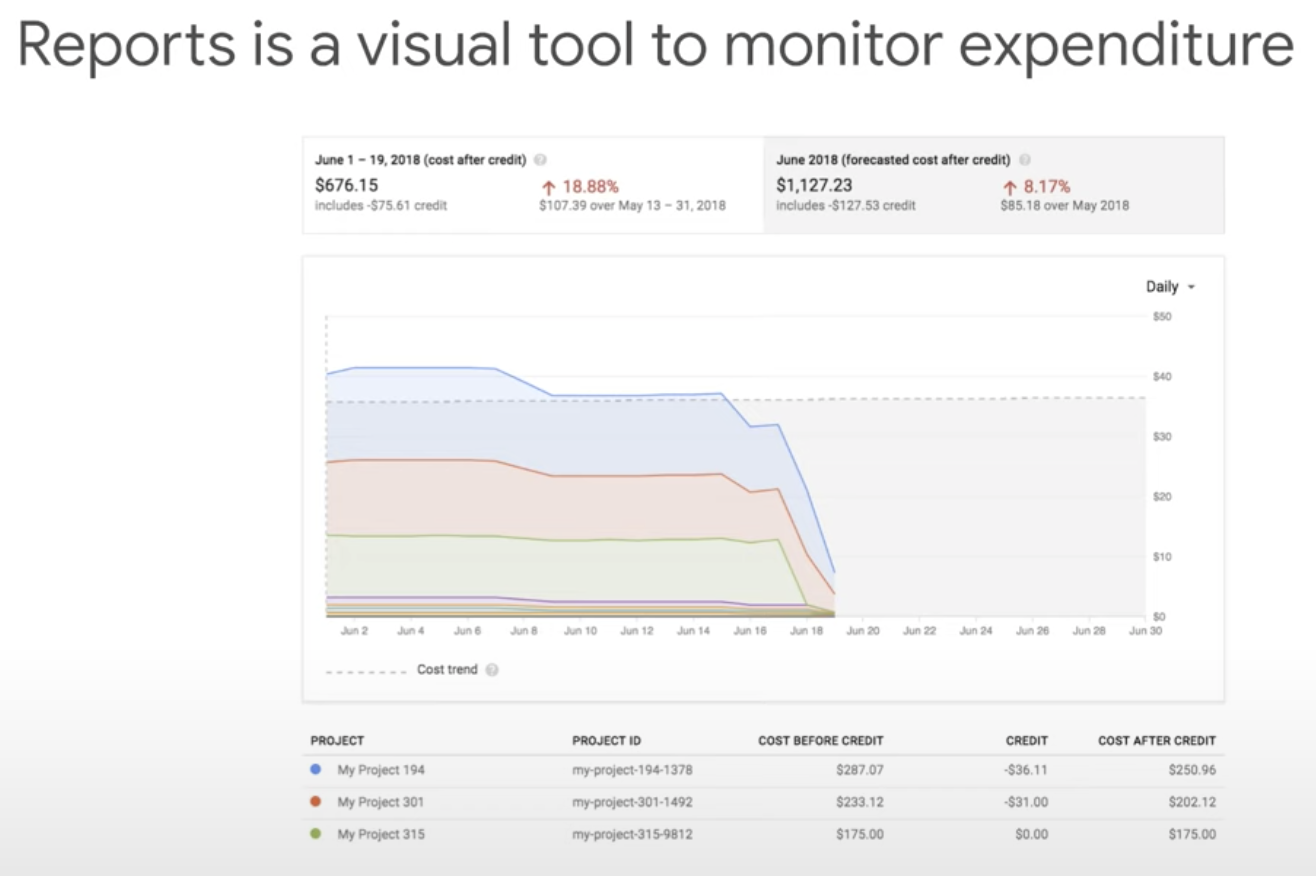 Reports is a visual tool to monitor expenditure
June 1 – 19, 2018 (cost after credit)
$676.15
includes -$75.61 credit
18.88%
$107.39 over May 13 – 31, 2018
June 2018 (forecasted cost after credit)
$1,127.23
includes -$127.53 credit
8.17%
$85.18 over May 2018
Daily
$50
$40
$30
$20
$10
$0
Jun 2 Jun 4 Jun 6 Jun 8 Jun 10 Jun 12 Jun 14 Jun 16 Jun 18 Jun 20 Jun 22 Jun 24 Jun 26 Jun 28 Jun 30
Cost trend
PROJECT PROJECT ID COST BEFORE CREDIT CREDIT COST AFTER CREDIT
My Project 194 my-project-194-1378 $287.07 -$36.11 $250.96
My Project 301 my-project-301-1492 $233.12 -$31.00 $202.12
My Project 315 my-project-315-9812 $175.00 $0.00 $175.00